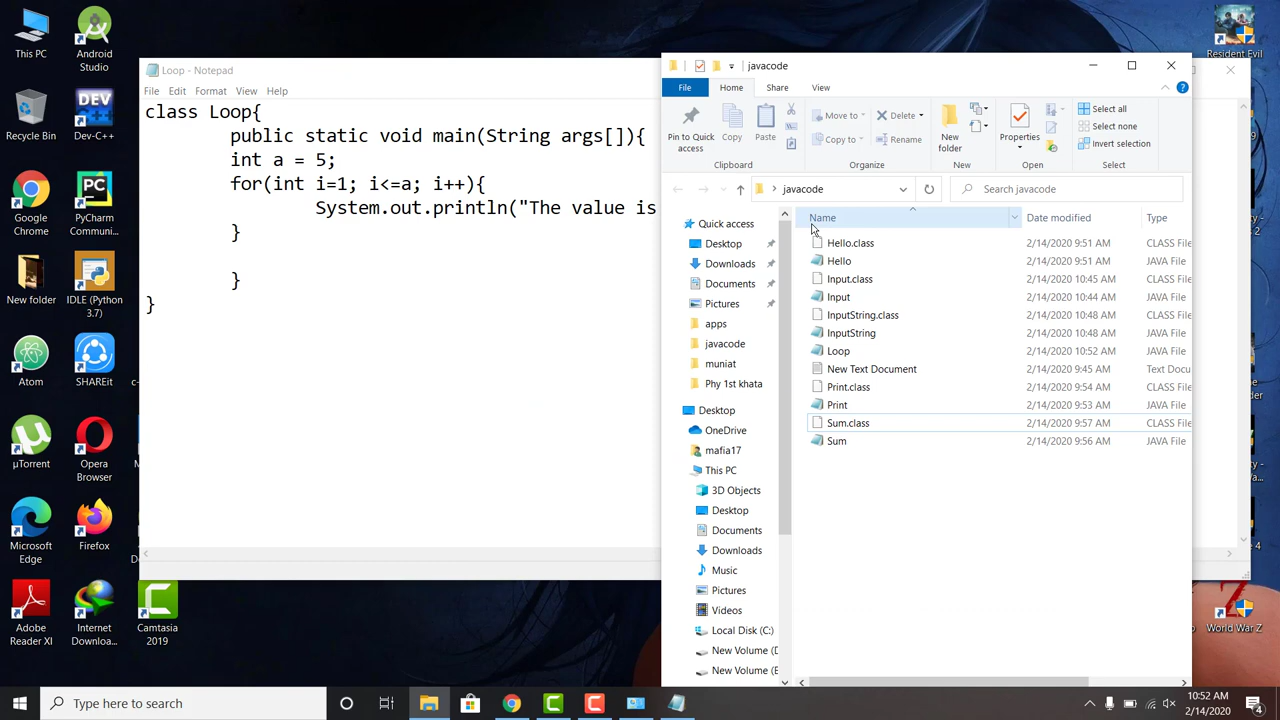 This PC
Android Studio
Recycle Bin
DEV
Dev-C++
Google Chrome
PC
PyCharm Communi...
New folder
IDLE (Python 3.7)
Atom
SHAREit
µTorrent
Opera Browser
Microsoft Edge
Firefox
Adobe Reader XI
Internet Downloa...
Camtasia 2019
Resident Evil
World War Z
Loop - Notepad
File Edit Format View Help
class Loop{
public static void main(String args[]){
int a = 5;
for(int i=1; i<=a; i++){
System.out.println("The value is
}
}
}
javacode
File Home Share View
Pin to Quick access
Copy
Paste
Move to
Copy to
Delete
Rename
New folder
Properties
Select all
Select none
Invert selection
Clipboard Organize New Open Select
javacode
Search javacode
Quick access
Desktop
Downloads
Documents
Pictures
apps
javacode
muniat
Phy 1st khata
Desktop
OneDrive
mafia17
This PC
3D Objects
Desktop
Documents
Downloads
Music
Pictures
Videos
Local Disk (C:)
New Volume (D
New Volume (E
Name Date modified Type
Hello.class 2/14/2020 9:51 AM CLASS File
Hello 2/14/2020 9:51 AM JAVA File
Input.class 2/14/2020 10:45 AM CLASS File
Input 2/14/2020 10:44 AM JAVA File
InputString.class 2/14/2020 10:48 AM CLASS File
InputString 2/14/2020 10:48 AM JAVA File
Loop 2/14/2020 10:52 AM JAVA File
New Text Document 2/14/2020 9:45 AM Text Docu
Print.class 2/14/2020 9:54 AM CLASS File
Print 2/14/2020 9:53 AM JAVA File
Sum.class 2/14/2020 9:57 AM CLASS File
Sum 2/14/2020 9:56 AM JAVA File
Type here to search
10:52 AM
2/14/2020
4